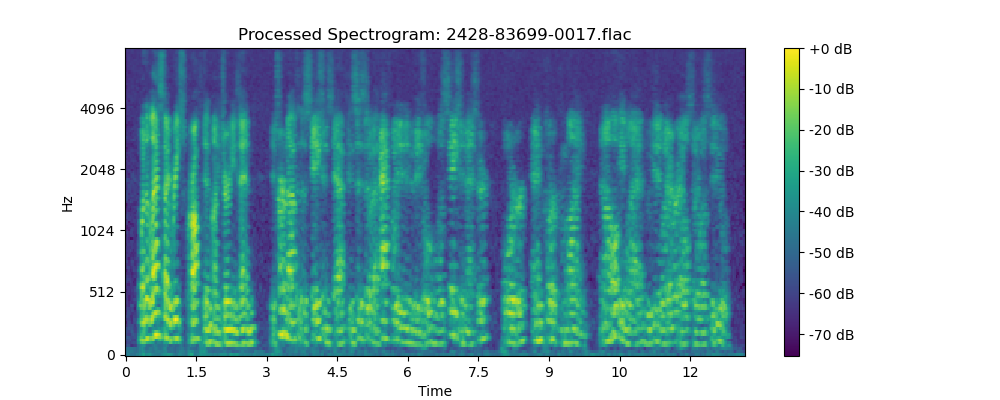 Processed Spectrogram: 2428-83699-0017.flac
Hz
4096
2048
1024
512
0
0 1.5 3 4.5 6 7.5 9 10 12
Time
+0 dB
-10 dB
-20 dB
-30 dB
-40 dB
-50 dB
-60 dB
-70 dB